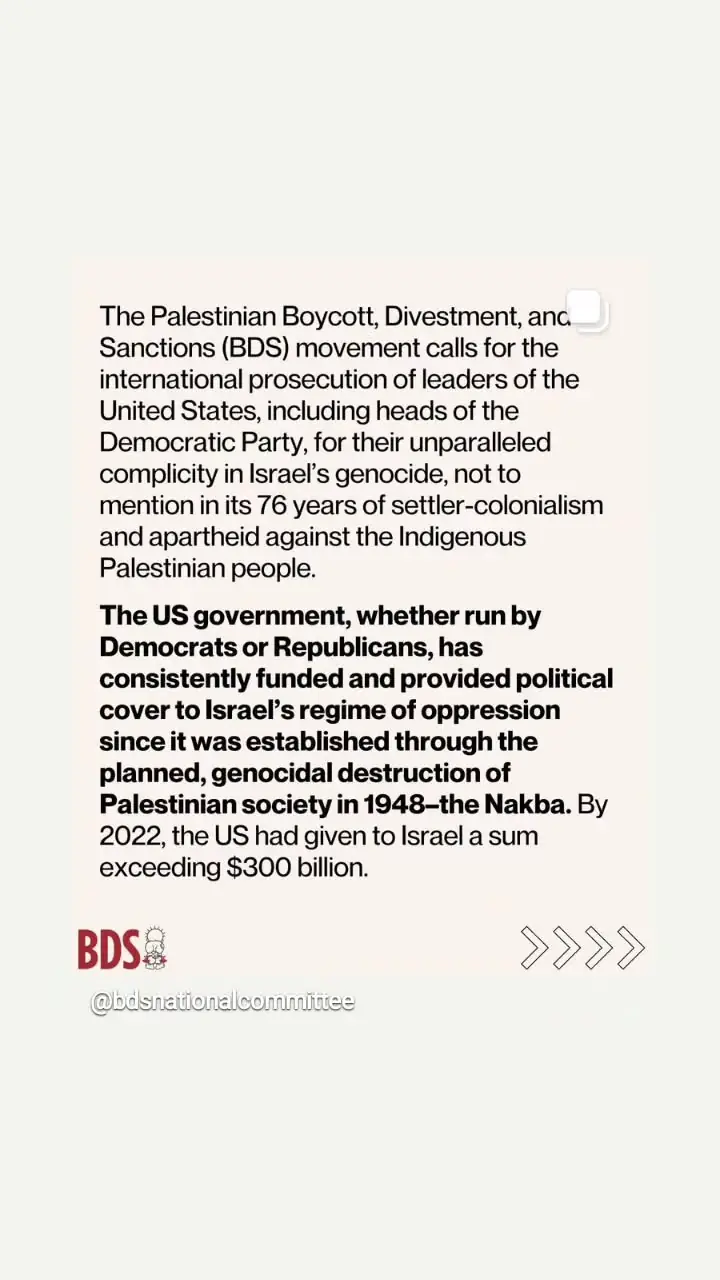 The Palestinian Boycott, Divestment, and
Sanctions (BDS) movement calls for the
international prosecution of leaders of the
United States, including heads of the
Democratic Party, for their unparalleled
complicity in Israel's genocide, not to
mention in its 76 years of settler-colonialism
and apartheid against the Indigenous
Palestinian people.
The US government, whether run by
Democrats or Republicans, has
consistently funded and provided political
cover to Israel's regime of oppression
since it was established through the
planned, genocidal destruction of
Palestinian society in 1948–the Nakba. By
2022, the US had given to Israel a sum
exceeding $300 billion.
BDS
@bdsnationalcommittee